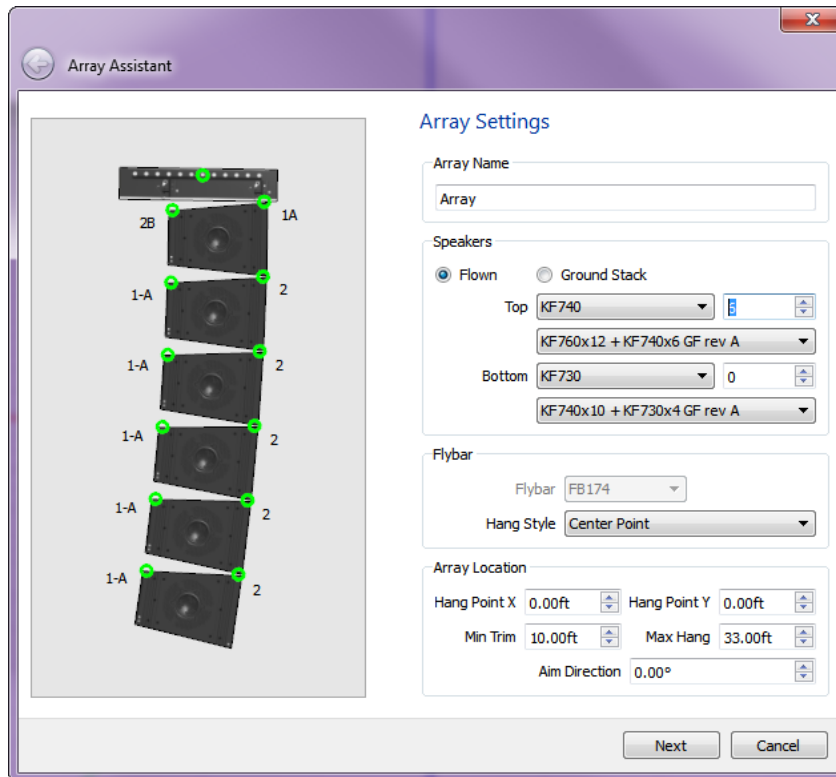 Array Assistant
Array Settings
Array Name
Array
Speakers
Flown Ground Stack
Top KF740 5
KF760x12 + KF740x6 GF rev A
Bottom KF730 0
KF740x10 + KF730x4 GF rev A
Flybar
Flybar FB174
Hang Style Center Point
Array Location
Hang Point X 0.00ft Hang Point Y 0.00ft
Min Trim 10.00ft Max Hang 33.00ft
Aim Direction 0.00°
2B 1A
1-A 2
1-A 2
1-A 2
1-A 2
1-A 2
Next Cancel